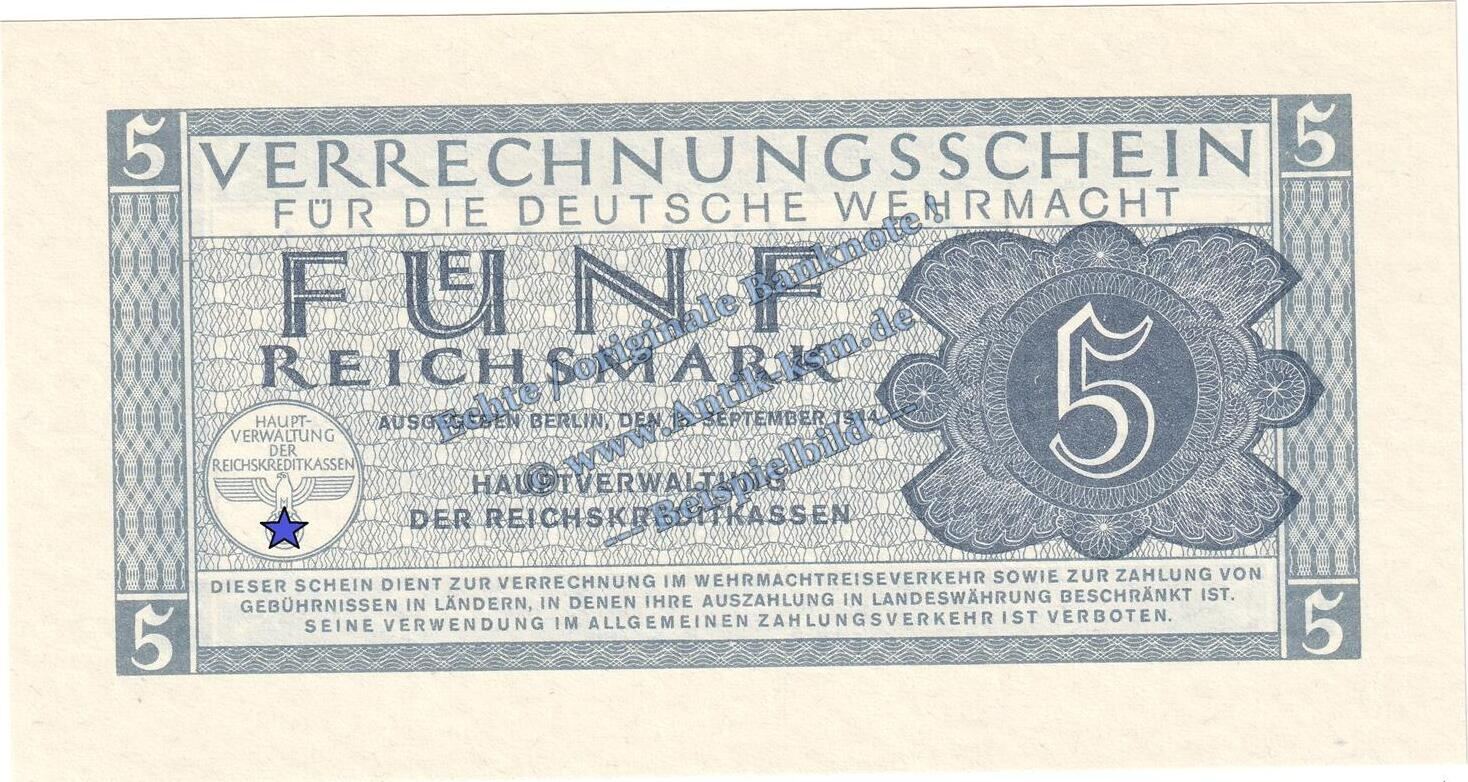 5 5
VERRECHNUNGSSCHEIN
FÜR DIE DEUTSCHE WEHRMACHT
FUENF
REICHSMARK
5
AUSGEGEBEN BERLIN, DEN 15. SEPTEMBER 1944
HAUPT-
VERWALTUNG
DER
REICHSKREDITKASSEN
HAUPTVERWALTUNG
DER REICHSKREDITKASSEN
Echte / originale Banknote !
© www.Antik-ksm.de
— Beispielbild —
DIESER SCHEIN DIENT ZUR VERRECHNUNG IM WEHRMACHTREISEVERKEHR SOWIE ZUR ZAHLUNG VON
GEBÜHRNISSEN IN LÄNDERN, IN DENEN IHRE AUSZAHLUNG IN LANDESWÄHRUNG BESCHRÄNKT IST.
SEINE VERWENDUNG IM ALLGEMEINEN ZAHLUNGSVERKEHR IST VERBOTEN.
5 5